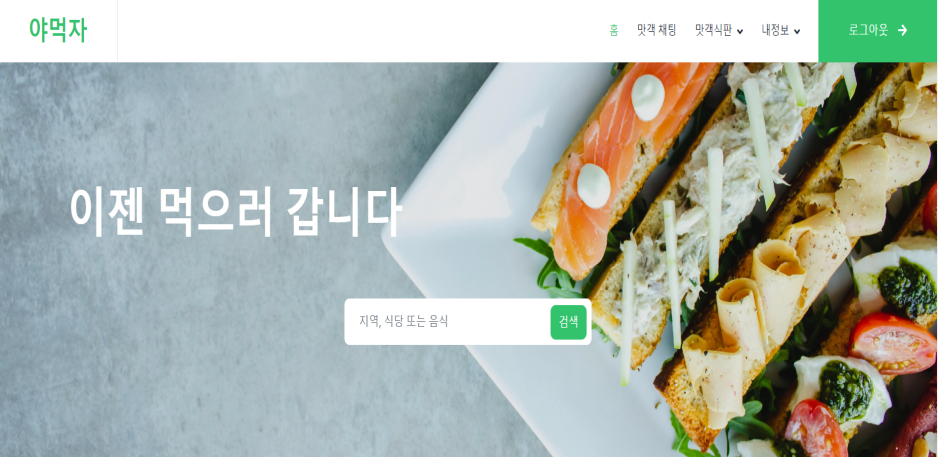 야먹자
홈 맛객 채팅 맛객식판 내정보 로그아웃
이젠 먹으러 갑니다
지역, 식당 또는 음식 검색